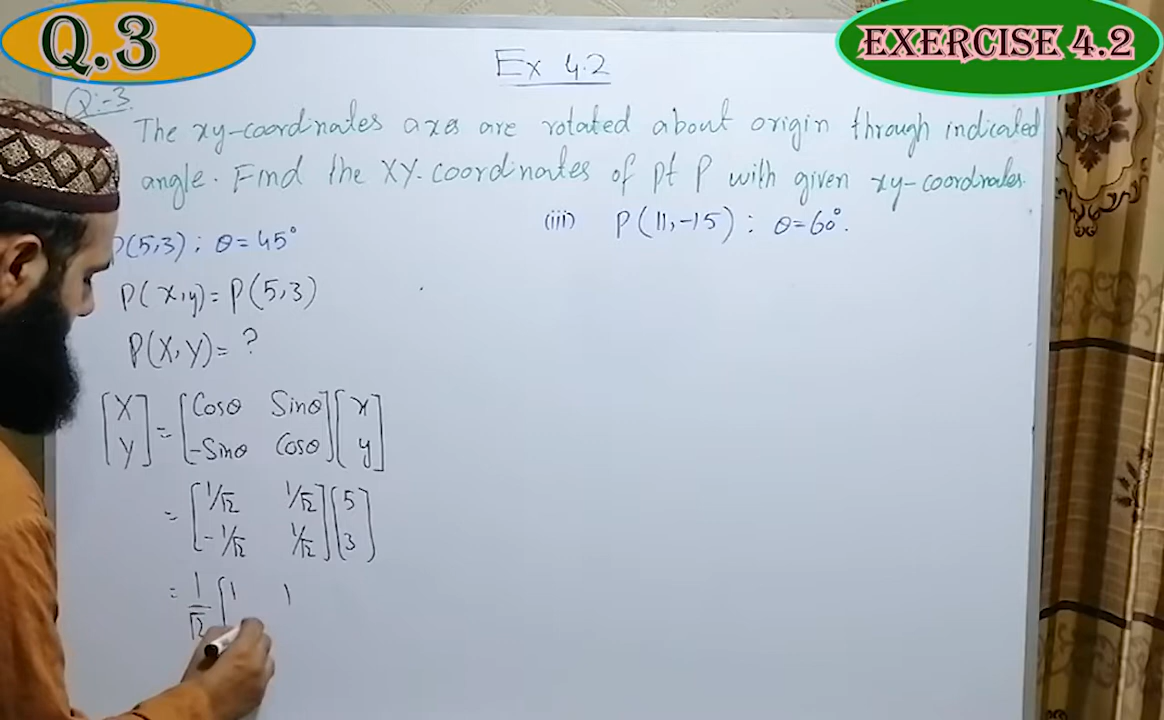 Q.3
EXERCISE 4.2
Ex 4.2
Q:-3
The xy-coordinates axes are rotated about origin through indicated
angle. Find the XY-coordinates of pt P with given xy-coordinates.
P(5,3) ; θ=45°
(iii) P(11,-15) ; θ=60°.
P(x,y)=P(5,3)
P(X,Y)= ?
[X Y] = [Cosθ Sinθ -Sinθ Cosθ][x y]
= [1/√2 1/√2 -1/√2 1/√2][5 3]
= 1/√2 [1 1